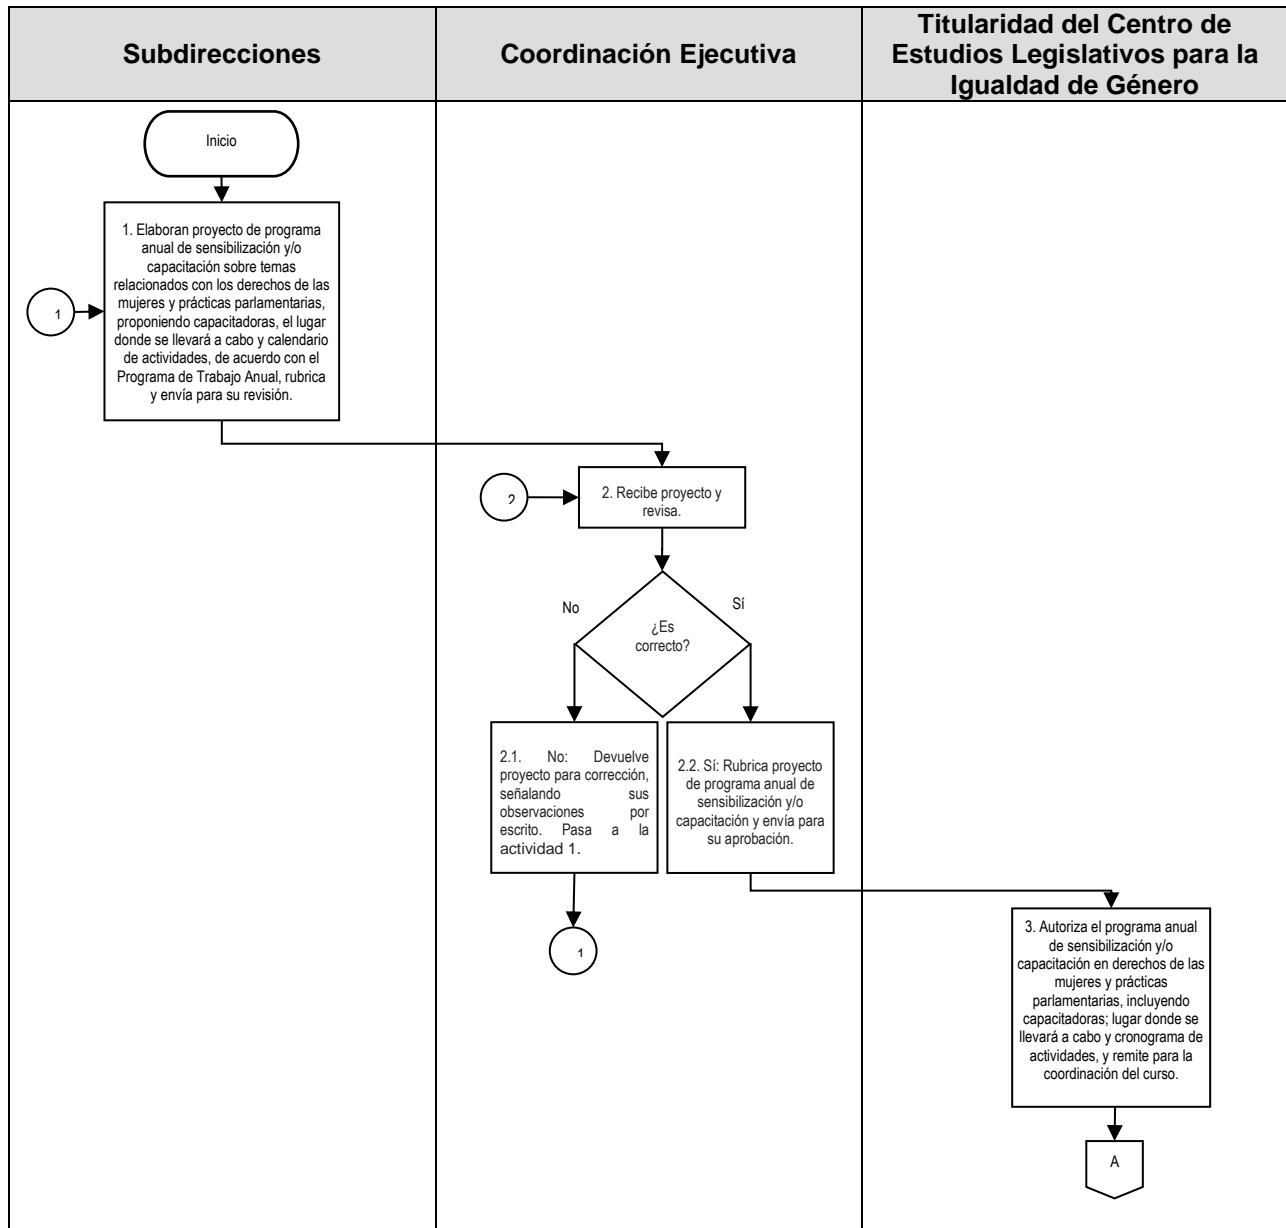 Subdirecciones
Coordinación Ejecutiva
Titularidad del Centro de
Estudios Legislativos para la
Igualdad de Género
Inicio
1. Elaboran proyecto de programa
anual de sensibilización y/o
capacitación sobre temas
relacionados con los derechos de las
mujeres y prácticas parlamentarias,
proponiendo capacitadoras, el lugar
donde se llevará a cabo y calendario
de actividades, de acuerdo con el
Programa de Trabajo Anual, rubrica
y envía para su revisión.
1
2. Recibe proyecto y
revisa.
2
¿Es
correcto?
No
Sí
2.1. No: Devuelve
proyecto para corrección,
señalando sus
observaciones por
escrito. Pasa a la
actividad 1.
2.2. Sí: Rubrica proyecto
de programa anual de
sensibilización y/o
capacitación y envía para
su aprobación.
1
3. Autoriza el programa anual
de sensibilización y/o
capacitación en derechos de las
mujeres y prácticas
parlamentarias, incluyendo
capacitadoras; lugar donde se
llevará a cabo y cronograma de
actividades, y remite para la
coordinación del curso.
A